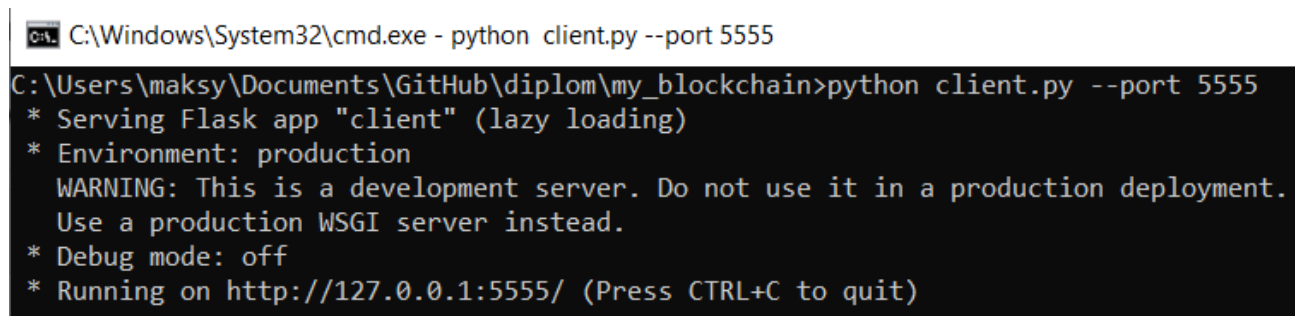 C:\Windows\System32\cmd.exe - python  client.py --port 5555
C:\Users\maksy\Documents\GitHub\diplom\my_blockchain>python client.py --port 5555
 * Serving Flask app "client" (lazy loading)
 * Environment: production
   WARNING: This is a development server. Do not use it in a production deployment.
   Use a production WSGI server instead.
 * Debug mode: off
 * Running on http://127.0.0.1:5555/ (Press CTRL+C to quit)